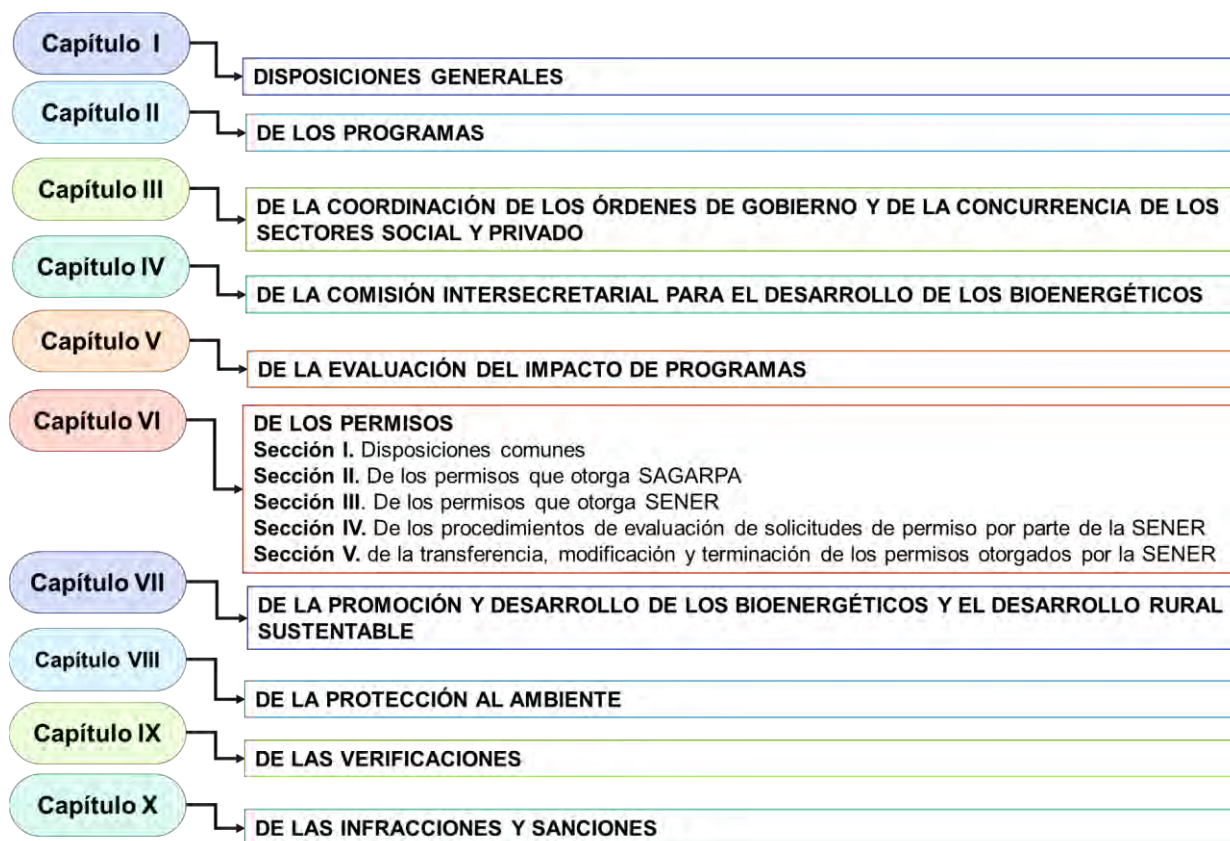 Capítulo I
DISPOSICIONES GENERALES
Capítulo II
DE LOS PROGRAMAS
Capítulo III
DE LA COORDINACIÓN DE LOS ÓRDENES DE GOBIERNO Y DE LA CONCURRENCIA DE LOS
SECTORES SOCIAL Y PRIVADO
Capítulo IV
DE LA COMISIÓN INTERSECRETARIAL PARA EL DESARROLLO DE LOS BIOENERGÉTICOS
Capítulo V
DE LA EVALUACIÓN DEL IMPACTO DE PROGRAMAS
Capítulo VI
DE LOS PERMISOS
Sección I. Disposiciones comunes
Sección II. De los permisos que otorga SAGARPA
Sección III. De los permisos que otorga SENER
Sección IV. De los procedimientos de evaluación de solicitudes de permiso por parte de la SENER
Sección V. de la transferencia, modificación y terminación de los permisos otorgados por la SENER
Capítulo VII
DE LA PROMOCIÓN Y DESARROLLO DE LOS BIOENERGÉTICOS Y EL DESARROLLO RURAL
SUSTENTABLE
Capítulo VIII
DE LA PROTECCIÓN AL AMBIENTE
Capítulo IX
DE LAS VERIFICACIONES
Capítulo X
DE LAS INFRACCIONES Y SANCIONES